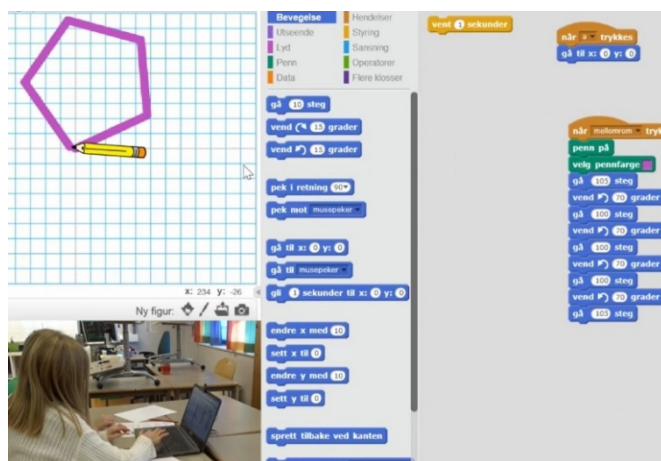 x: 234 y: -26
Ny figur:
Bevegelse
Utseende
Lyd
Penn
Data
Hendelser
Styring
Sansning
Operatorer
Flere klosser
gå 10 steg
vend 15 grader
vend 15 grader
pek i retning 90
pek mot musepeker
gå til x: 0 y: 0
gå til musepeker
gli 1 sekunder til x: 0 y: 0
endre x med 10
sett x til 0
endre y med 10
sett y til 0
sprett tilbake ved kanten
vent 1 sekunder
når a trykkes
gå til x: 0 y: 0
når mellomrom tryk
penn på
velg pennfarge
gå 105 steg
vend 70 grader
gå 100 steg
vend 70 grader
gå 100 steg
vend 70 grader
gå 100 steg
vend 70 grader
gå 105 steg